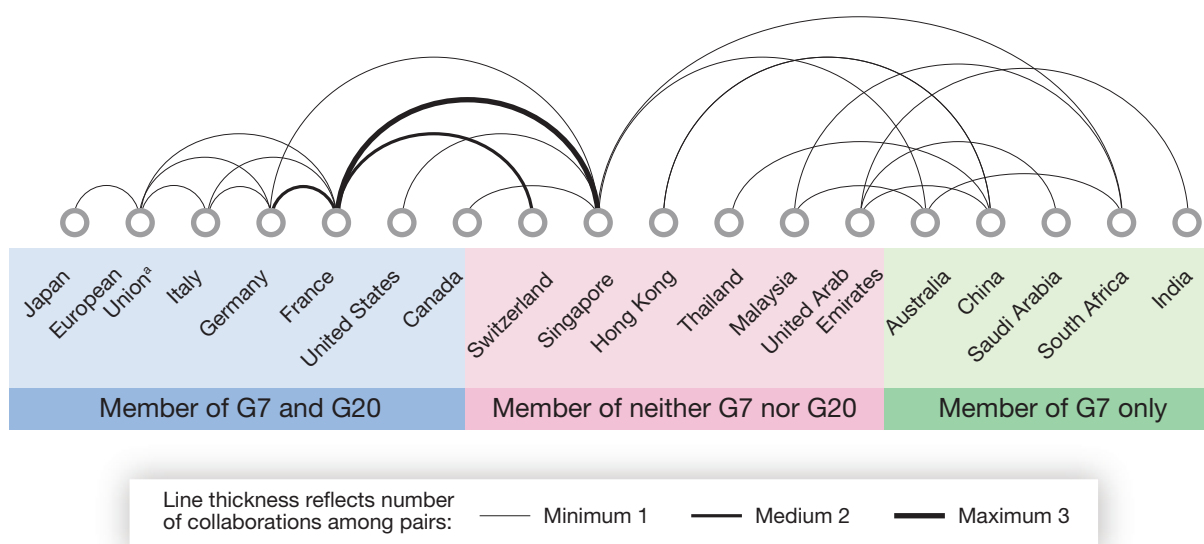 Japan
European
Unionª
Italy
Germany
France
United States
Canada
Switzerland
Singapore
Hong Kong
Thailand
Malaysia
United Arab
Emirates
Australia
China
Saudi Arabia
South Africa
India
Member of G7 and G20
Member of neither G7 nor G20
Member of G7 only
Line thickness reflects number
of collaborations among pairs:
Minimum 1
Medium 2
Maximum 3